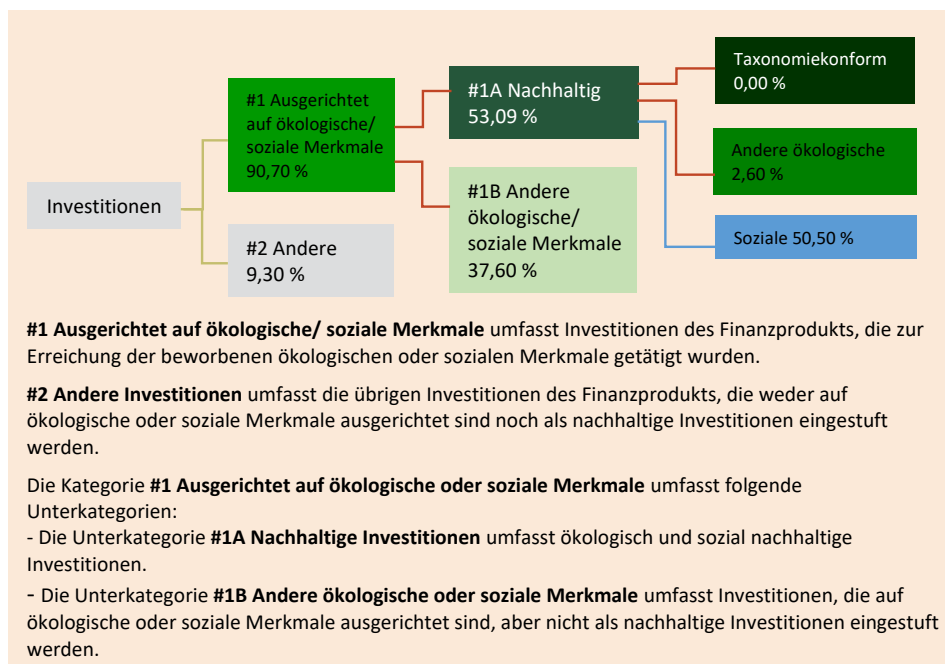 Investitionen
#1 Ausgerichtet
auf ökologische/
soziale Merkmale
90,70 %
#2 Andere
9,30 %
#1A Nachhaltig
53,09 %
#1B Andere
ökologische/
soziale Merkmale
37,60 %
Taxonomiekonform
0,00 %
Andere ökologische
2,60 %
Soziale 50,50 %
#1 Ausgerichtet auf ökologische/ soziale Merkmale umfasst Investitionen des Finanzprodukts, die zur
Erreichung der beworbenen ökologischen oder sozialen Merkmale getätigt wurden.
#2 Andere Investitionen umfasst die übrigen Investitionen des Finanzprodukts, die weder auf
ökologische oder soziale Merkmale ausgerichtet sind noch als nachhaltige Investitionen eingestuft
werden.
Die Kategorie #1 Ausgerichtet auf ökologische oder soziale Merkmale umfasst folgende
Unterkategorien:
- Die Unterkategorie #1A Nachhaltige Investitionen umfasst ökologisch und sozial nachhaltige
Investitionen.
- Die Unterkategorie #1B Andere ökologische oder soziale Merkmale umfasst Investitionen, die auf
ökologische oder soziale Merkmale ausgerichtet sind, aber nicht als nachhaltige Investitionen eingestuft
werden.